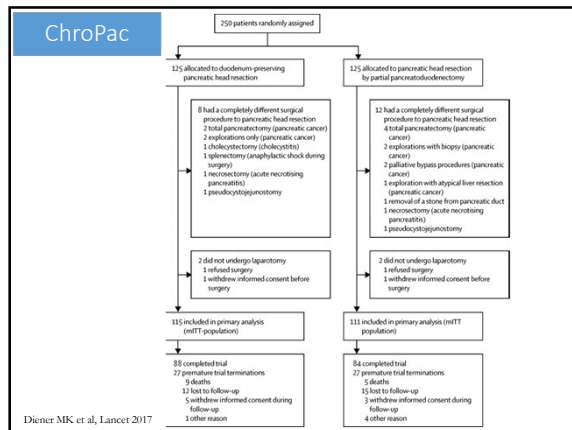 ChroPac
250 patients randomly assigned
125 allocated to duodenum-preserving
pancreatic head resection
125 allocated to pancreatic head resection
by partial pancreatoduodenectomy
8 had a completely different surgical
procedure to pancreatic head resection
2 total pancreatectomy (pancreatic cancer)
2 explorations only (pancreatic cancer)
1 cholecystectomy (cholecystitis)
1 splenectomy (anaphylactic shock during
surgery)
1 necrosectomy (acute necrotising
pancreatitis)
1 pseudocystojejunostomy
12 had a completely different surgical
procedure to pancreatic head resection
4 total pancreatectomy (pancreatic
cancer)
2 explorations with biopsy (pancreatic
cancer)
2 palliative bypass procedures (pancreatic
cancer)
1 exploration with atypical liver resection
(pancreatic cancer)
1 removal of a stone from pancreatic duct
1 necrosectomy (acute necrotising
pancreatitis)
1 pseudocystojejunostomy
2 did not undergo laparotomy
1 refused surgery
1 withdrew informed consent before
surgery
2 did not undergo laparotomy
1 refused surgery
1 withdrew informed consent before
surgery
115 included in primary analysis
(mITT-population)
111 included in primary analysis (mITT
population)
88 completed trial
27 premature trial terminations
9 deaths
12 lost to follow-up
5 withdrew informed consent during
follow-up
1 other reason
84 completed trial
27 premature trial terminations
5 deaths
15 lost to follow-up
3 withdrew informed consent during
follow-up
4 other reason
Diener MK et al, Lancet 2017